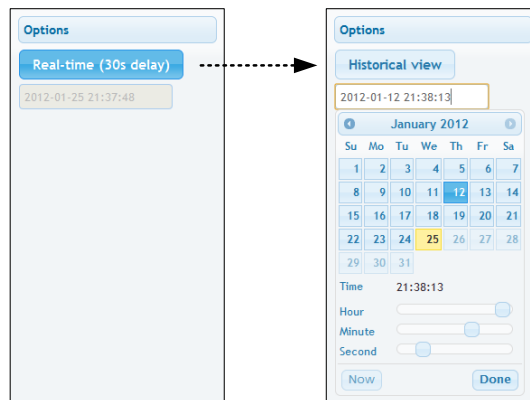 Options
Real-time (30s delay)
2012-01-25 21:37:48
Options
Historical view
2012-01-12 21:38:13
January 2012
Su Mo Tu We Th Fr Sa
1 2 3 4 5 6 7
8 9 10 11 12 13 14
15 16 17 18 19 20 21
22 23 24 25 26 27 28
29 30 31
Time 21:38:13
Hour
Minute
Second
Now Done